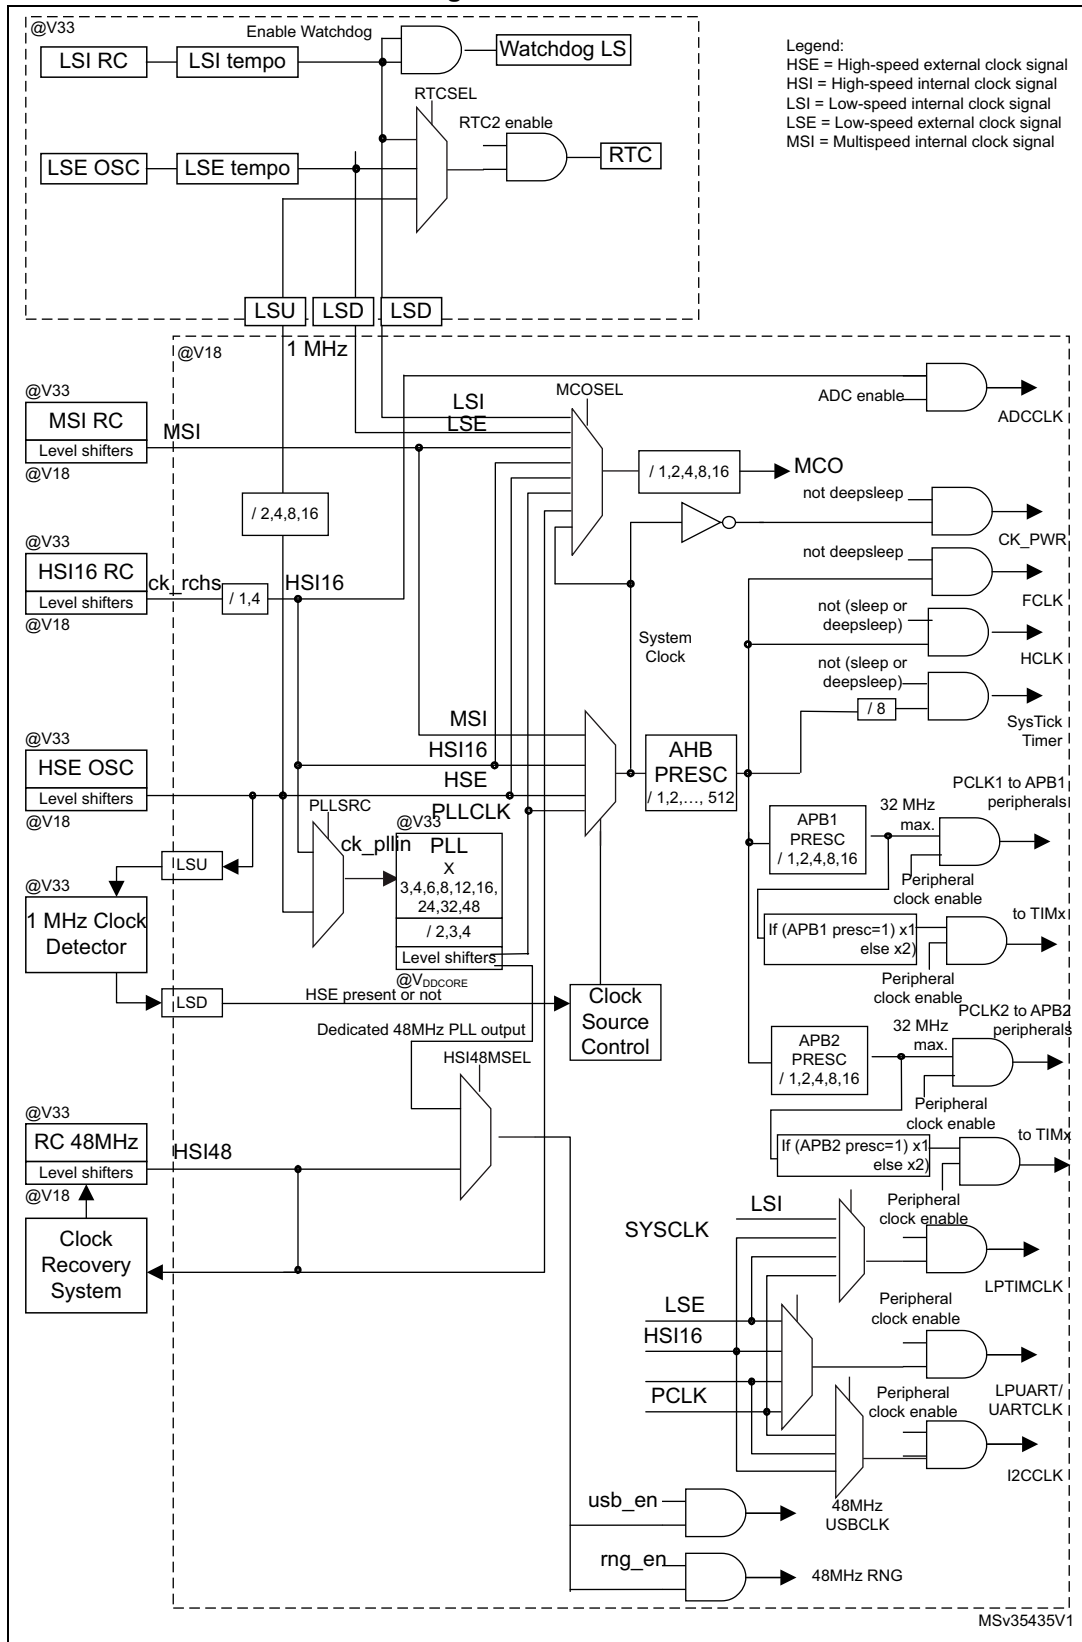 @V33
Enable Watchdog
LSI RC
LSI tempo
Watchdog LS
Legend:
HSE = High-speed external clock signal
HSI = High-speed internal clock signal
LSI = Low-speed internal clock signal
LSE = Low-speed external clock signal
MSI = Multispeed internal clock signal
RTCSEL
RTC2 enable
LSE OSC
LSE tempo
RTC
LSU
LSD
LSD
@V18
1 MHz
@V33
MSI RC
Level shifters
@V18
MSI
LSI
LSE
MCOSEL
ADC enable
ADCCLK
/ 1,2,4,8,16
MCO
/ 2,4,8,16
not deepsleep
CK_PWR
@V33
HSI16 RC
Level shifters
@V18
ck_rchs
/ 1,4
HSI16
not deepsleep
FCLK
System
Clock
not (sleep or
deepsleep)
HCLK
not (sleep or
deepsleep)
/ 8
SysTick
Timer
@V33
HSE OSC
Level shifters
@V18
MSI
HSI16
HSE
PLLCLK
AHB
PRESC
/ 1,2,..., 512
PLLSRC
ck_pllin
@V33
PLL
X
3,4,6,8,12,16,
24,32,48
/ 2,3,4
Level shifters
@VDDCORE
PCLK1 to APB1
peripherals
32 MHz
max.
APB1
PRESC
/ 1,2,4,8,16
Peripheral
clock enable
LSU
@V33
1 MHz Clock
Detector
LSD
HSE present or not
Clock
Source
Control
to TIMx
If (APB1 presc=1) x1
else x2)
Peripheral
clock enable
PCLK2 to APB2
peripherals
32 MHz
max.
APB2
PRESC
/ 1,2,4,8,16
Peripheral
clock enable
Dedicated 48MHz PLL output
HSI48MSEL
to TIMx
If (APB2 presc=1) x1
else x2)
Peripheral
clock enable
@V33
RC 48MHz
Level shifters
@V18
HSI48
Clock
Recovery
System
LSI
SYSCLK
LPTIMCLK
LSE
HSI16
PCLK
Peripheral
clock enable
LPUART/
UARTCLK
Peripheral
clock enable
I2CCLK
usb_en
48MHz
USBCLK
rng_en
48MHz RNG
MSv35435V1